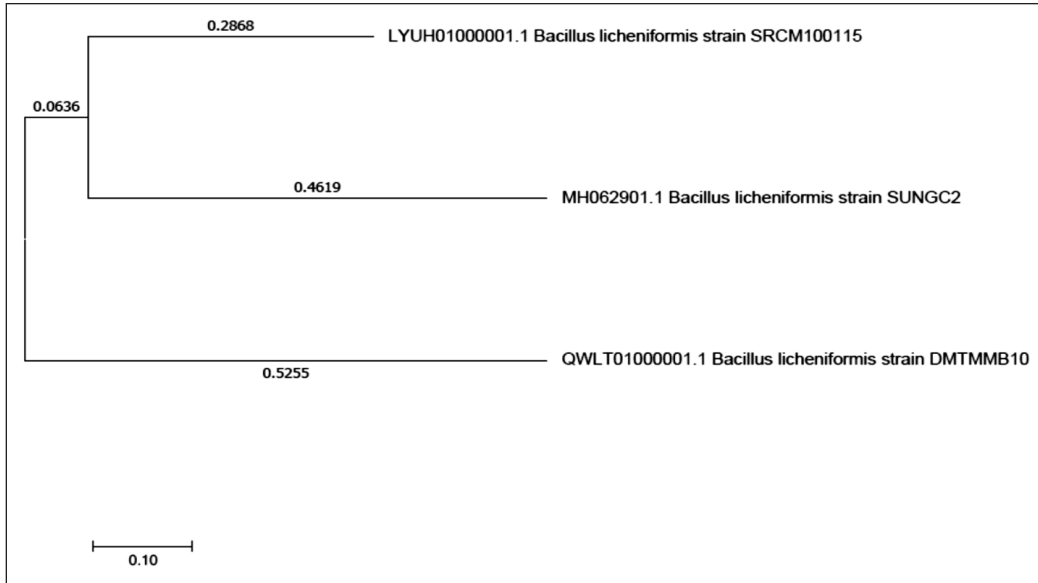 0.2868
LYUH01000001.1 Bacillus licheniformis strain SRCM100115
0.0636
0.4619
MH062901.1 Bacillus licheniformis strain SUNGC2
QWLT01000001.1 Bacillus licheniformis strain DMTMMB10
0.5255
0.10